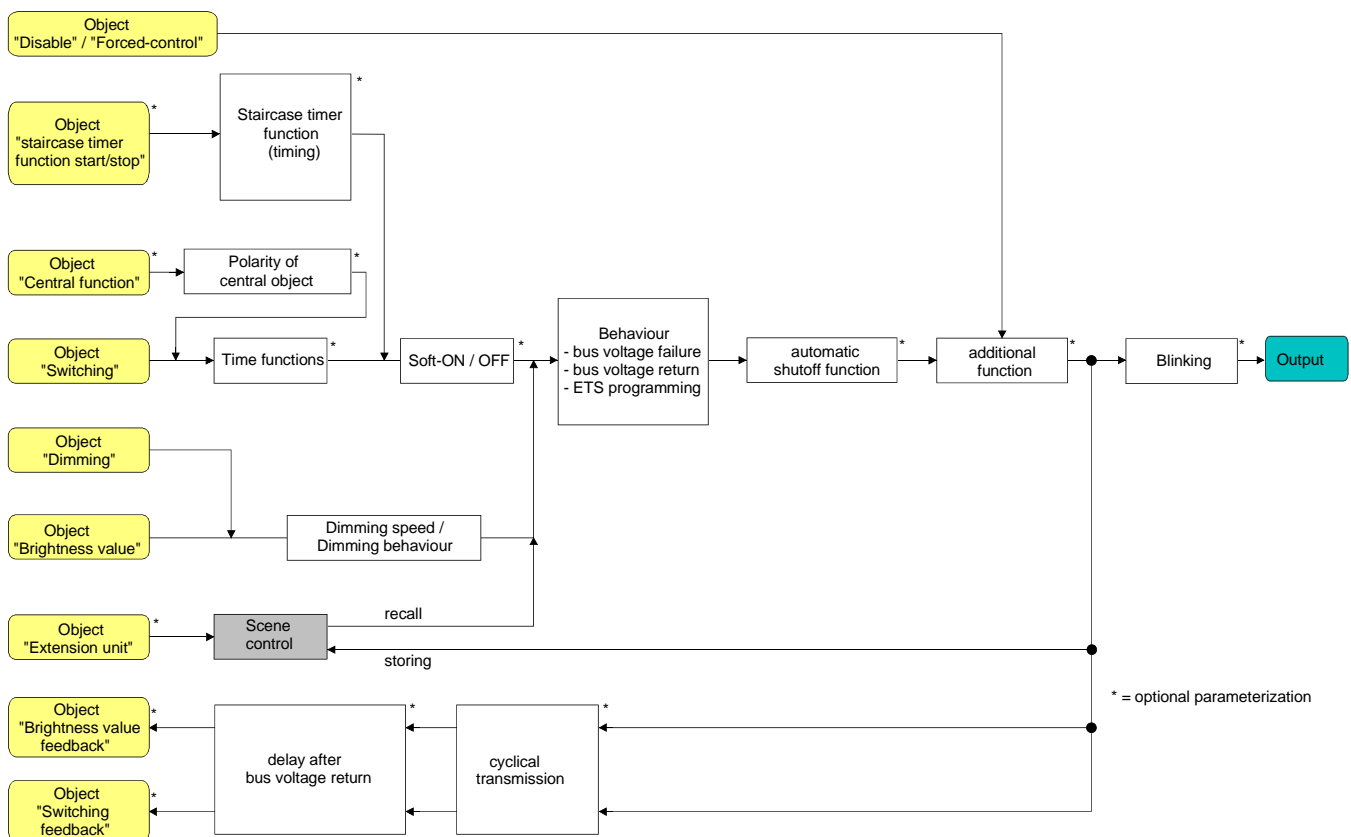 Object
"Disable" / "Forced-control"
*
*
Object
"staircase timer
function start/stop"
Staircase timer
function
(timing)
*
*
Object
"Central function"
Polarity of
central object
Object
"Switching"
Time functions
*
Soft-ON / OFF
*
Behaviour
- bus voltage failure
- bus voltage return
- ETS programming
automatic
shutoff function
*
additional
function
*
Blinking
*
Output
Object
"Dimming"
Object
"Brightness value"
Dimming speed /
Dimming behaviour
Object
"Extension unit"
*
Scene
control
recall
storing
* = optional parameterization
Object
"Brightness value
feedback"
*
*
*
delay after
bus voltage return
cyclical
transmission
Object
"Switching
feedback"
*